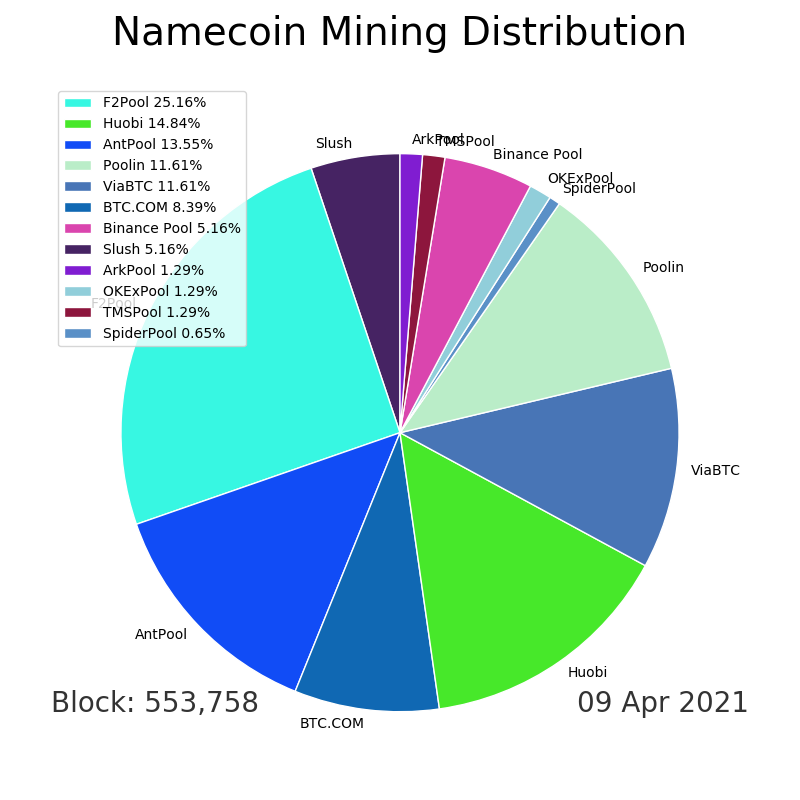 Namecoin Mining Distribution
F2Pool 25.16%
Huobi 14.84%
AntPool 13.55%
Poolin 11.61%
ViaBTC 11.61%
BTC.COM 8.39%
Binance Pool 5.16%
Slush 5.16%
ArkPool 1.29%
OKExPool 1.29%
TMSPool 1.29%
SpiderPool 0.65%
F2Pool
Slush
ArkPool
TMSPool
Binance Pool
OKExPool
SpiderPool
Poolin
ViaBTC
Huobi
BTC.COM
AntPool
Block: 553,758
09 Apr 2021